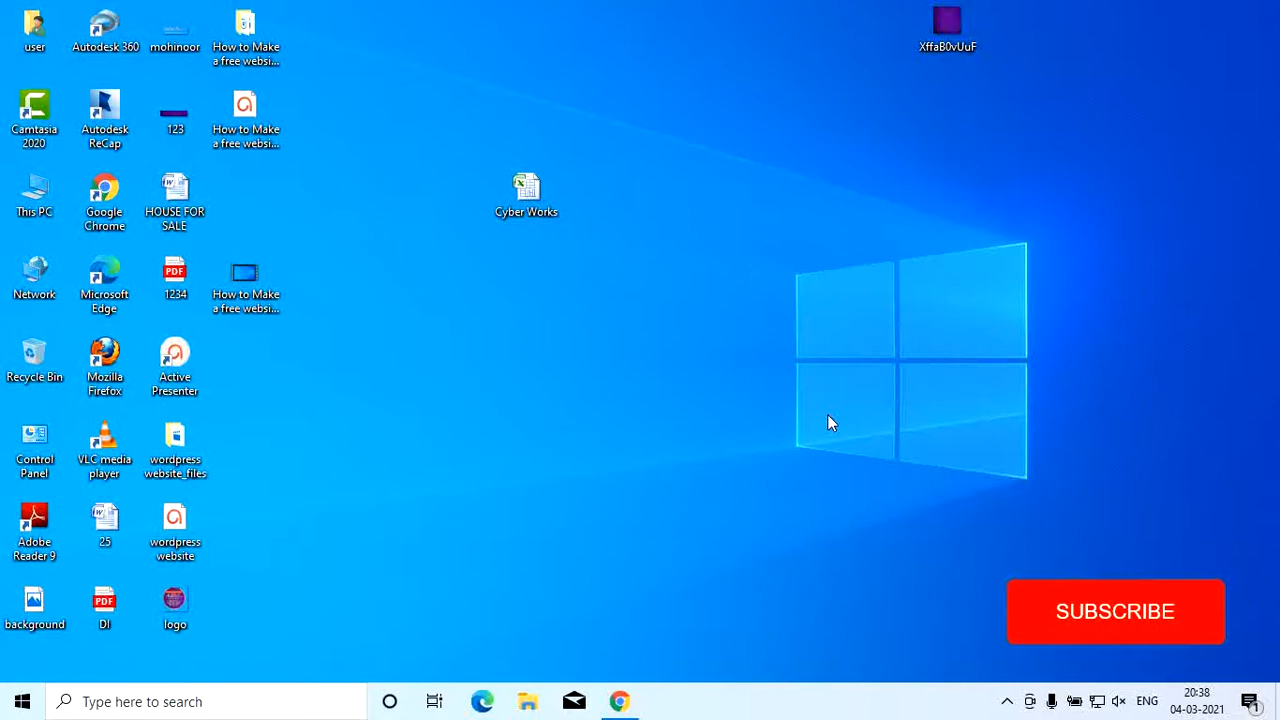 user
Autodesk 360
mohinoor
How to Make
a free websi...
XffaB0vUuF
Camtasia
2020
Autodesk
ReCap
123
How to Make
a free websi...
This PC
Google
Chrome
HOUSE FOR
SALE
Cyber Works
Network
Microsoft
Edge
PDF
1234
How to Make
a free websi...
Recycle Bin
Mozilla
Firefox
Active
Presenter
Control
Panel
VLC media
player
wordpress
website_files
Adobe
Reader 9
25
wordpress
website
background
PDF
DI
logo
SUBSCRIBE
Type here to search
ENG
20:38
04-03-2021
1